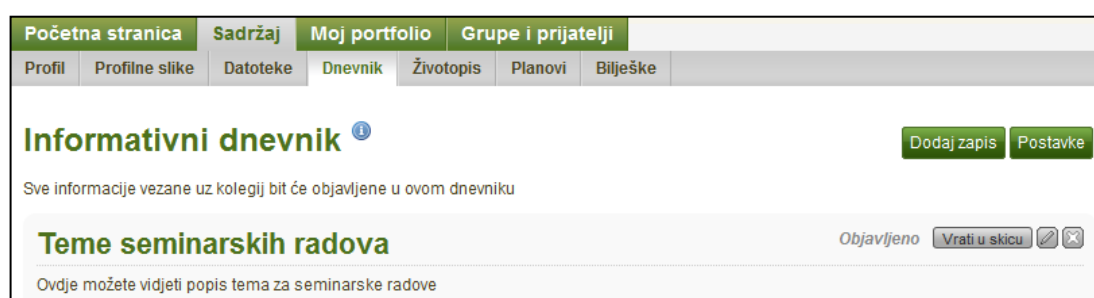 Početna stranica Sadržaj Moj portfolio Grupe i prijatelji
Profil Profilne slike Datoteke Dnevnik Životopis Planovi Bilješke
Informativni dnevnik
Dodaj zapis Postavke
Sve informacije vezane uz kolegij bit će objavljene u ovom dnevniku
Teme seminarskih radova
Objavljeno Vrati u skicu
Ovdje možete vidjeti popis tema za seminarske radove